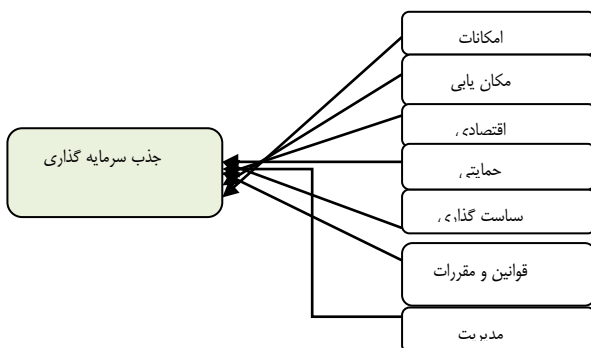 امکانات
مکان یابی
اقتصادی
جذب سرمایه گذاری
حمایتی
سیاست گذاری
قوانین و مقررات
مدیریت